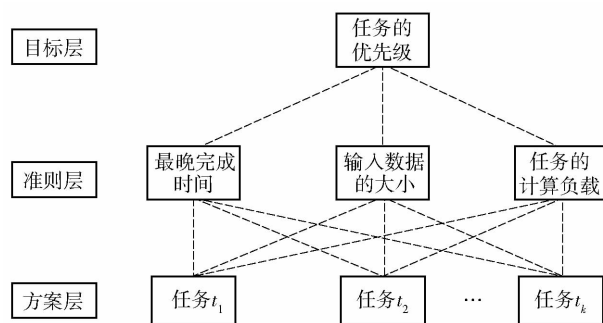 目标层
任务的
优先级
准则层
最晚完成
时间
输入数据
的大小
任务的
计算负载
方案层
任务t₁
任务t₂
…
任务tₖ